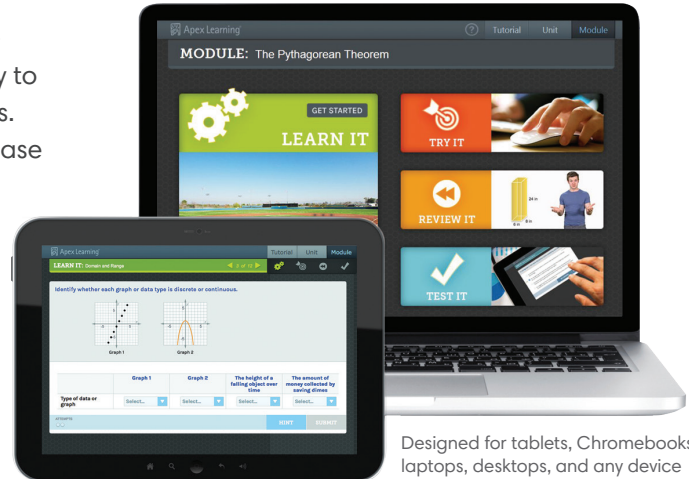 y to
s.
ase
Apex Learning
? Tutorial Unit Module
MODULE: The Pythagorean Theorem
GET STARTED
LEARN IT
TRY IT
REVIEW IT
24 in
TEST IT
Apex Learning
Tutorial Unit Module
LEARN IT: Domain and Range
Identify whether each graph or data type is discrete or continuous.
Graph 1 Graph 2
Graph 1 Graph 2 The height of a falling object over time The amount of money collected by saving dimes
Type of data or graph Select... Select... Select... Select...
ATTEMPTS
HINT SUBMIT
Designed for tablets, Chromebooks
laptops, desktops, and any device